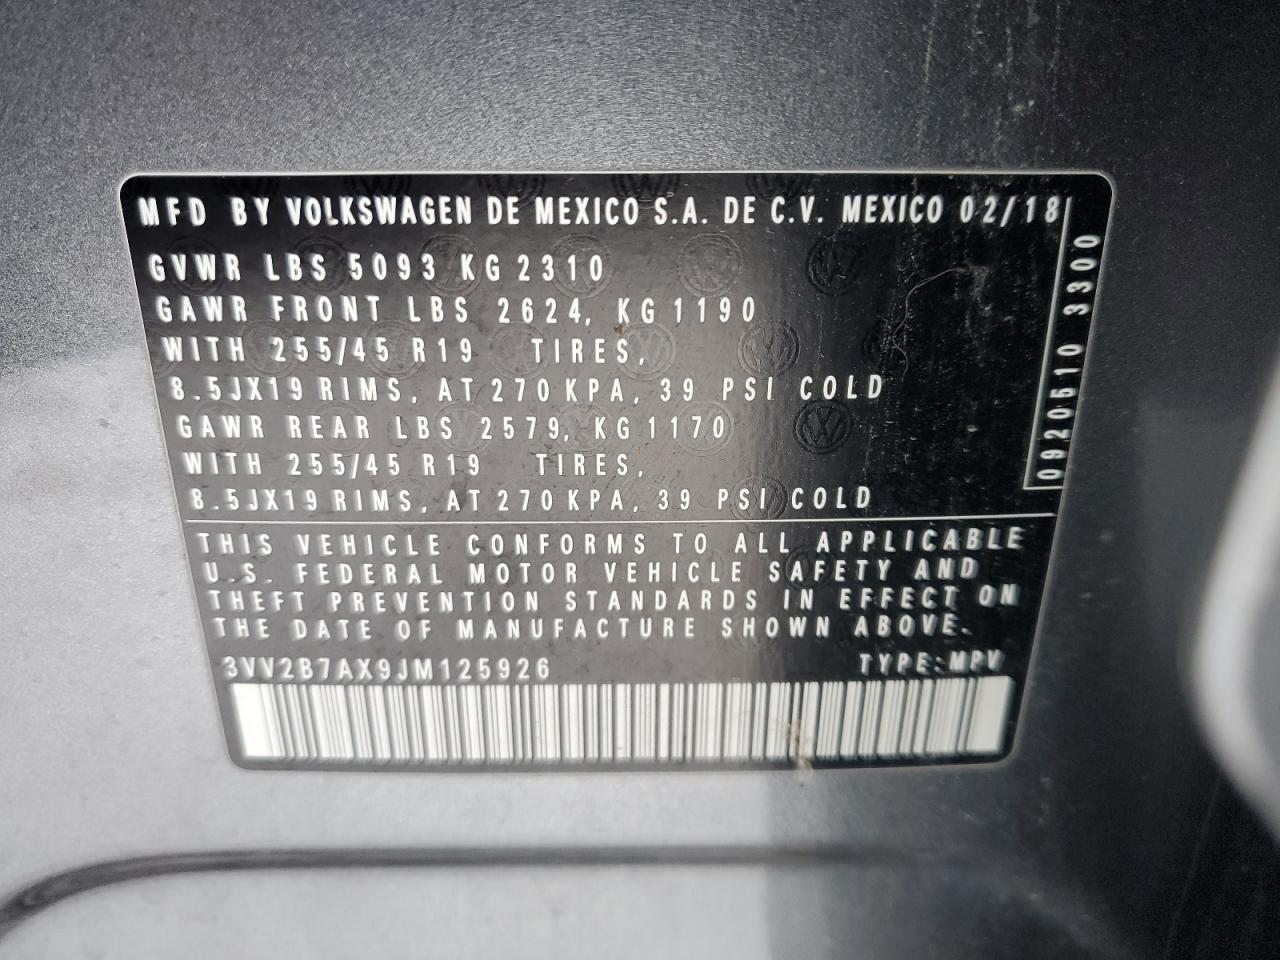 MFD BY VOLKSWAGEN DE MEXICO S.A. DE C.V. MEXICO 02/18
GVWR LBS 5093 KG 2310
GAWR FRONT LBS 2624, KG 1190
WITH 255/45 R19 TIRES,
8.5JX19 RIMS, AT 270 KPA, 39 PSI COLD
GAWR REAR LBS 2579, KG 1170
WITH 255/45 R19 TIRES,
8.5JX19 RIMS, AT 270 KPA, 39 PSI COLD
0920510 3300
THIS VEHICLE CONFORMS TO ALL APPLICABLE
U.S. FEDERAL MOTOR VEHICLE SAFETY AND
THEFT PREVENTION STANDARDS IN EFFECT ON
THE DATE OF MANUFACTURE SHOWN ABOVE.
3VV2B7AX9JM125926 TYPE:MPV